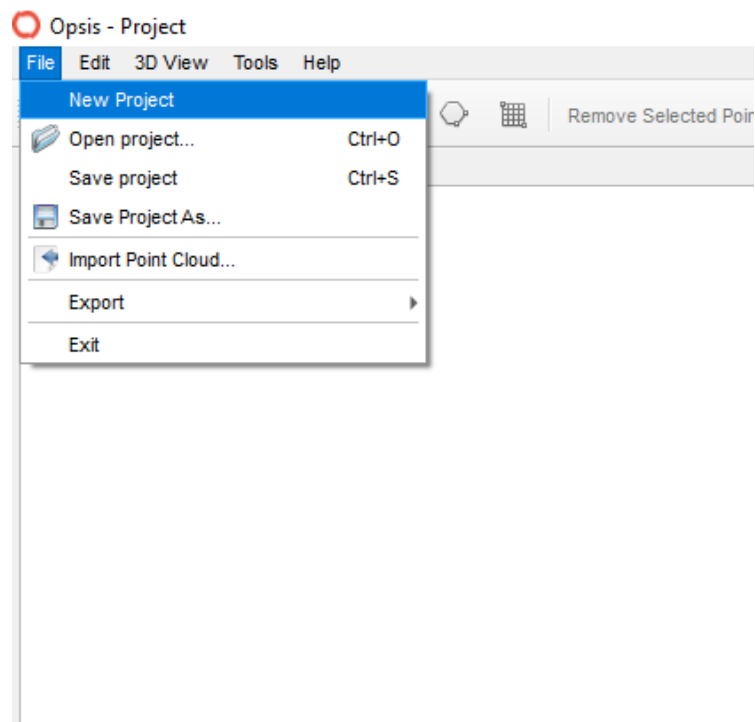 Opsis - Project
File Edit 3D View Tools Help
New Project
Remove Selected
Open project... Ctrl+O
Save project Ctrl+S
Save Project As...
Import Point Cloud...
Export
Exit